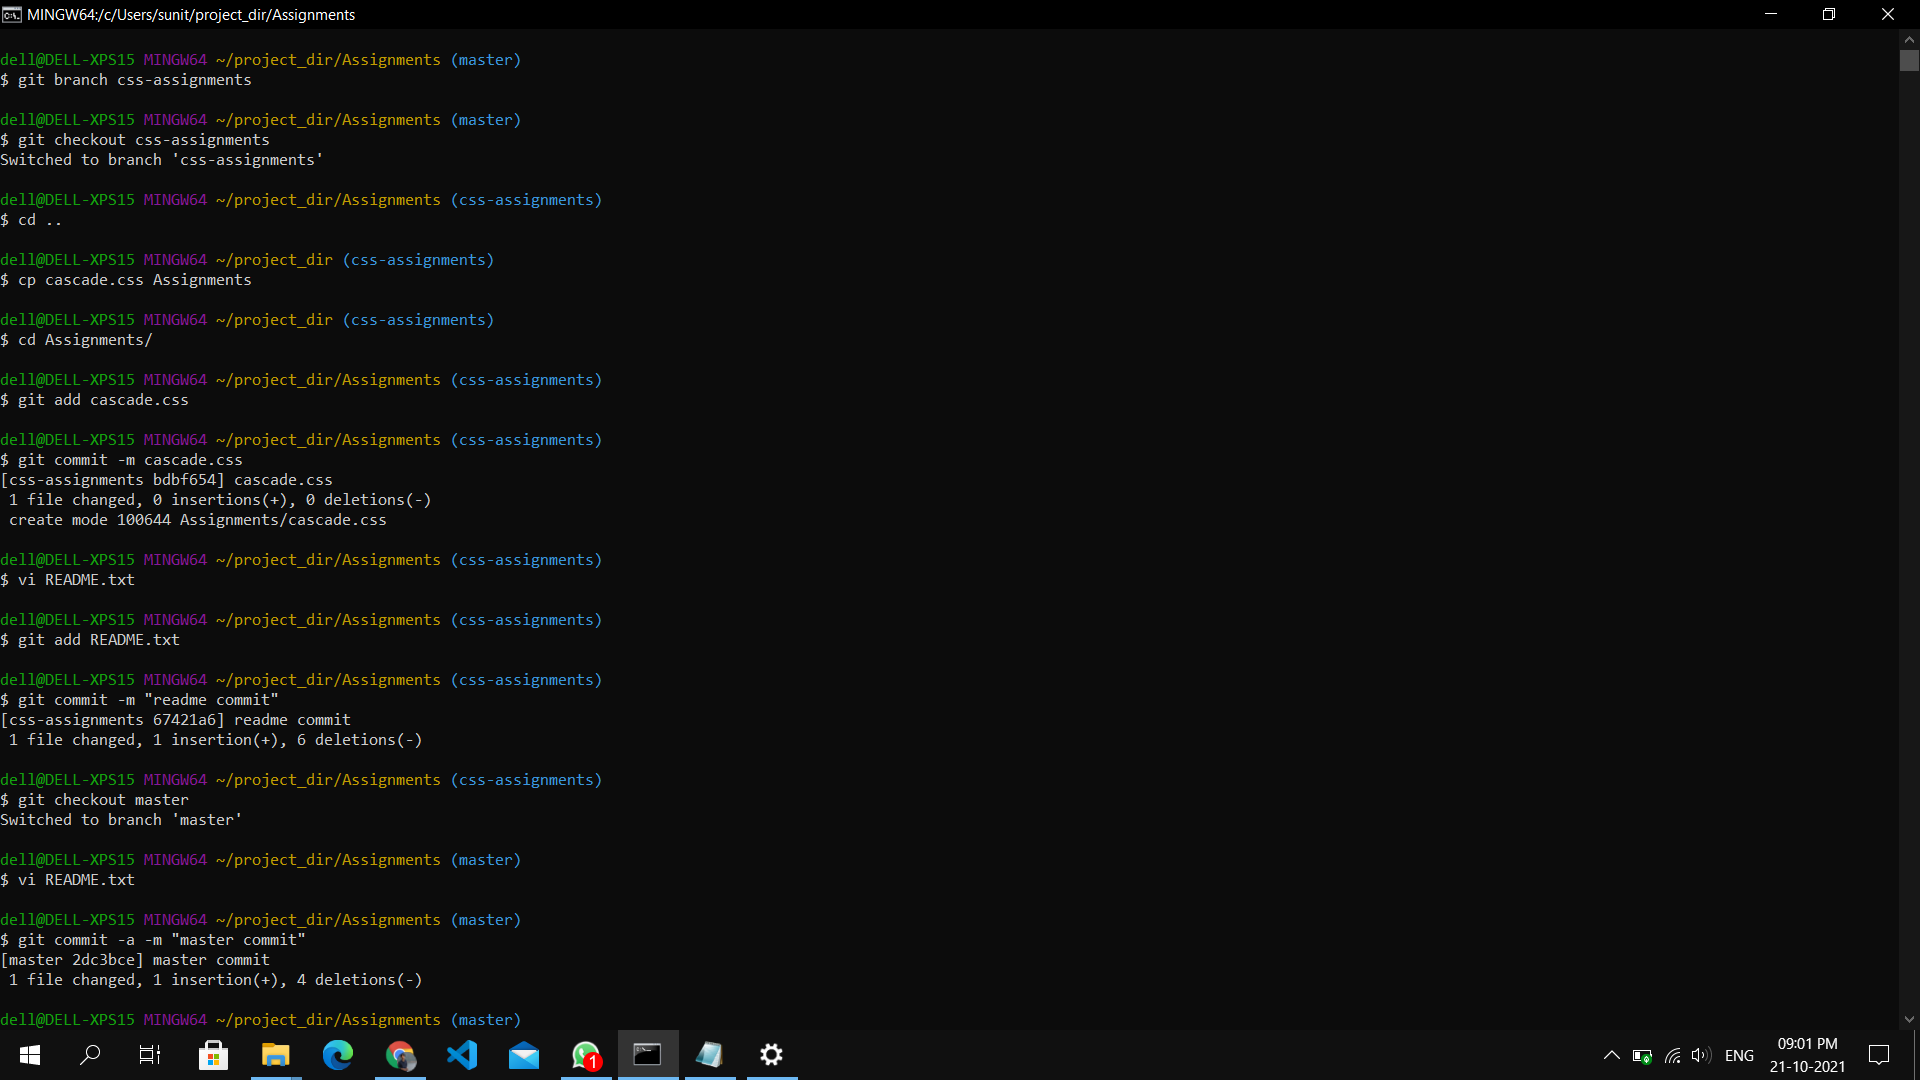 MINGW64:/c/Users/sunit/project_dir/Assignments
dell@DELL-XPS15 MINGW64 ~/project_dir/Assignments (master)
$ git branch css-assignments
dell@DELL-XPS15 MINGW64 ~/project_dir/Assignments (master)
$ git checkout css-assignments
Switched to branch 'css-assignments'
dell@DELL-XPS15 MINGW64 ~/project_dir/Assignments (css-assignments)
$ cd ..
dell@DELL-XPS15 MINGW64 ~/project_dir (css-assignments)
$ cp cascade.css Assignments
dell@DELL-XPS15 MINGW64 ~/project_dir (css-assignments)
$ cd Assignments/
dell@DELL-XPS15 MINGW64 ~/project_dir/Assignments (css-assignments)
$ git add cascade.css
dell@DELL-XPS15 MINGW64 ~/project_dir/Assignments (css-assignments)
$ git commit -m cascade.css
[css-assignments bdbf654] cascade.css
1 file changed, 0 insertions(+), 0 deletions(-)
create mode 100644 Assignments/cascade.css
dell@DELL-XPS15 MINGW64 ~/project_dir/Assignments (css-assignments)
$ vi README.txt
dell@DELL-XPS15 MINGW64 ~/project_dir/Assignments (css-assignments)
$ git add README.txt
dell@DELL-XPS15 MINGW64 ~/project_dir/Assignments (css-assignments)
$ git commit -m "readme commit"
[css-assignments 67421a6] readme commit
1 file changed, 1 insertion(+), 6 deletions(-)
dell@DELL-XPS15 MINGW64 ~/project_dir/Assignments (css-assignments)
$ git checkout master
Switched to branch 'master'
dell@DELL-XPS15 MINGW64 ~/project_dir/Assignments (master)
$ vi README.txt
dell@DELL-XPS15 MINGW64 ~/project_dir/Assignments (master)
$ git commit -a -m "master commit"
[master 2dc3bce] master commit
1 file changed, 1 insertion(+), 4 deletions(-)
dell@DELL-XPS15 MINGW64 ~/project_dir/Assignments (master)
1
ENG
09:01 PM
21-10-2021